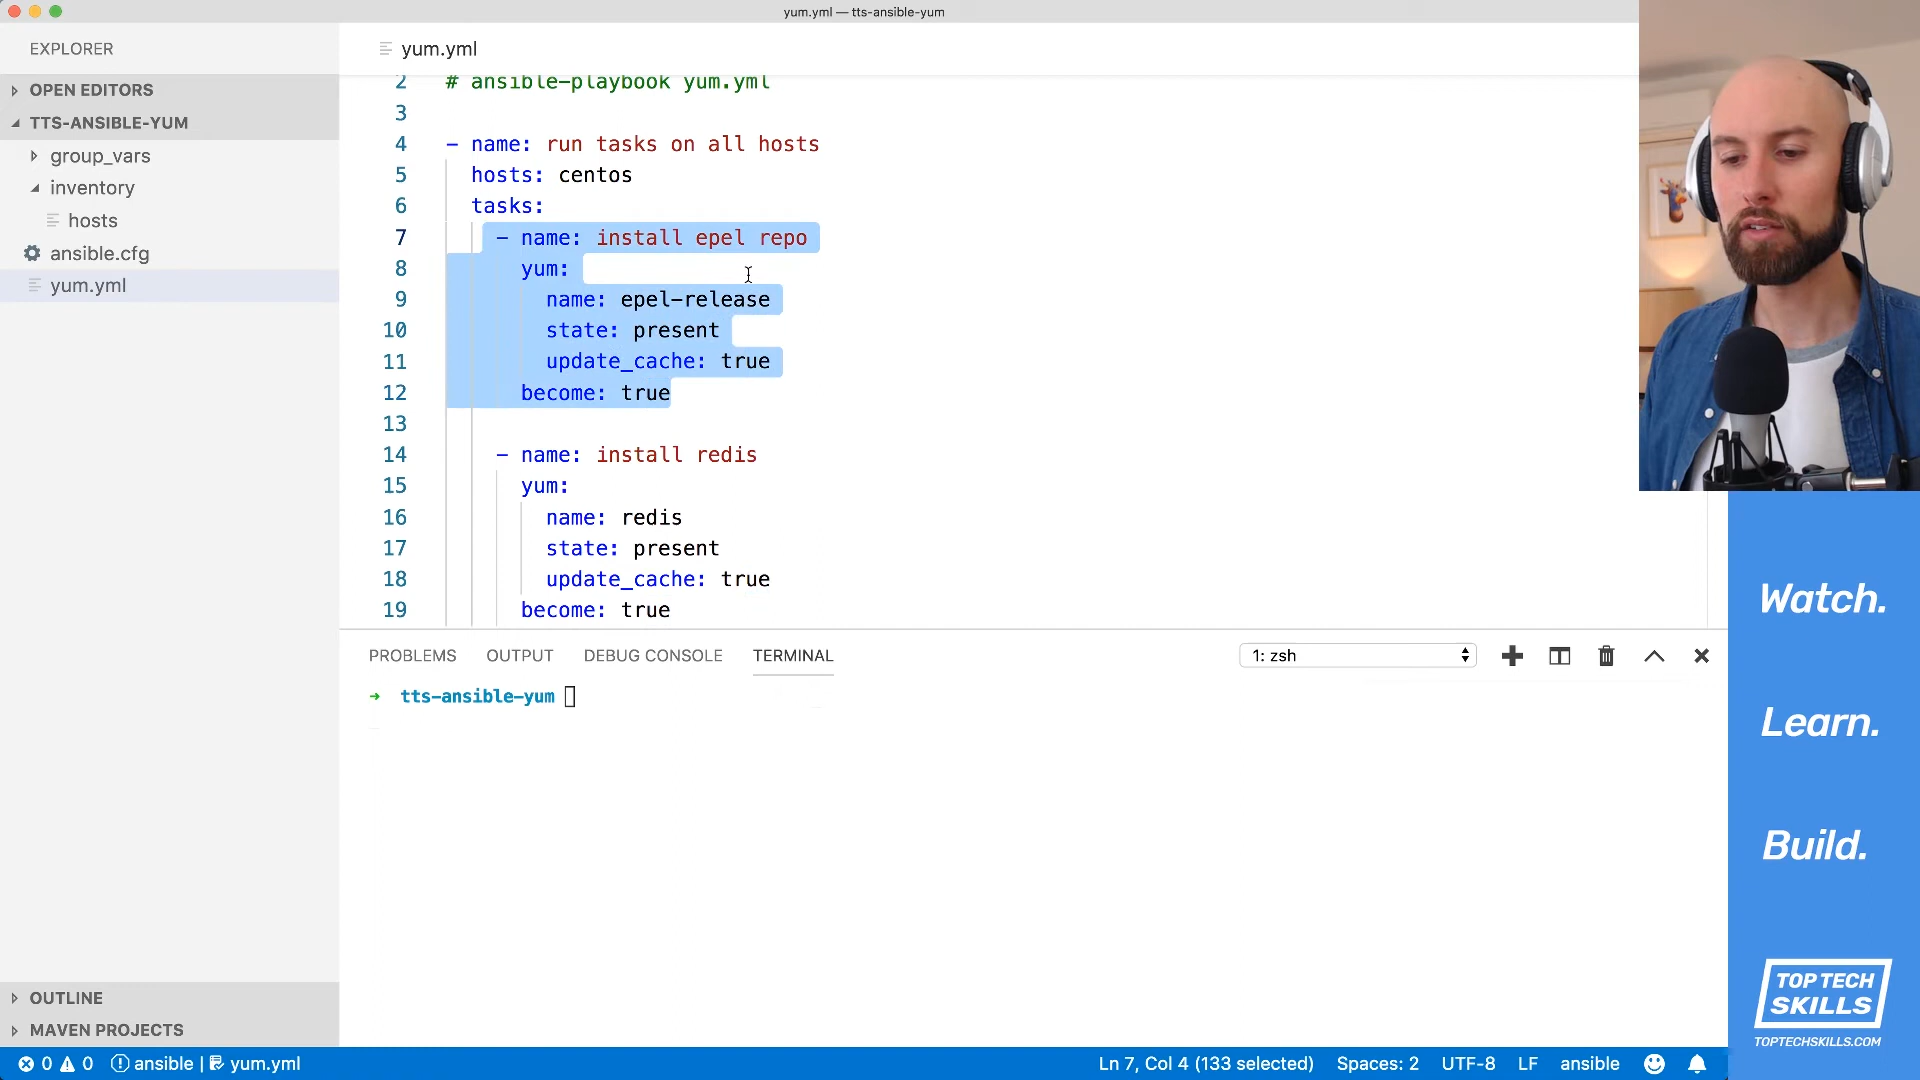 yum.yml — tts-ansible-yum
EXPLORER
OPEN EDITORS
TTS-ANSIBLE-YUM
group_vars
inventory
hosts
ansible.cfg
yum.yml
OUTLINE
MAVEN PROJECTS
yum.yml
2 # ansible-playbook yum.yml
3
4 - name: run tasks on all hosts
5 hosts: centos
6 tasks:
7 - name: install epel repo
8 yum:
9 name: epel-release
10 state: present
11 update_cache: true
12 become: true
13
14 - name: install redis
15 yum:
16 name: redis
17 state: present
18 update_cache: true
19 become: true
PROBLEMS OUTPUT DEBUG CONSOLE TERMINAL 1: zsh
→ tts-ansible-yum
Watch.
Learn.
Build.
TOP TECH
SKILLS
TOPTECHSKILLS.COM
0 0 ansible | yum.yml Ln 7, Col 4 (133 selected) Spaces: 2 UTF-8 LF ansible